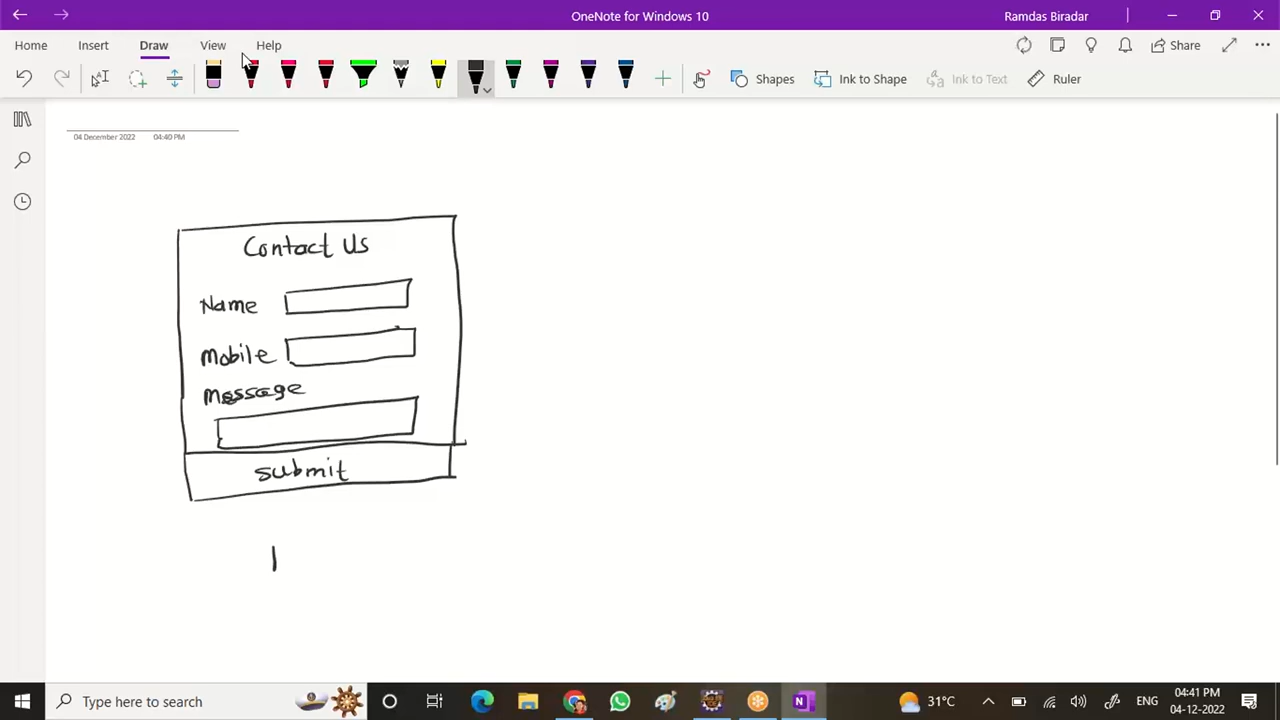 OneNote for Windows 10
Ramdas Biradar
Home Insert Draw View Help
Share
Shapes Ink to Shape Ink to Text Ruler
04 December 2022 04:40 PM
Contact Us
Name
Mobile
Message
submit
Type here to search
31°C
ENG
04:41 PM
04-12-2022